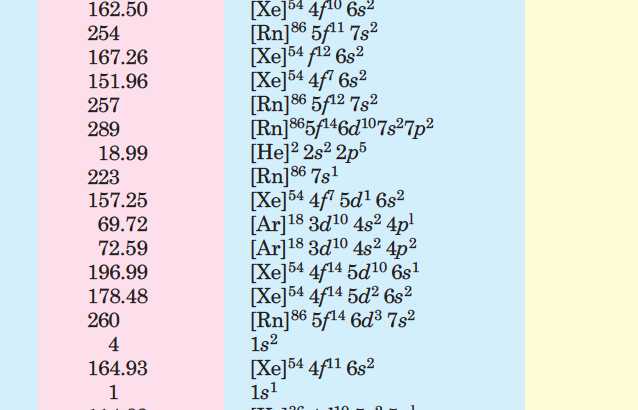 162.50 [Xe]⁵⁴ 4f¹⁰ 6s²
254 [Rn]⁸⁶ 5f¹¹ 7s²
167.26 [Xe]⁵⁴ f¹² 6s²
151.96 [Xe]⁵⁴ 4f⁷ 6s²
257 [Rn]⁸⁶ 5f¹² 7s²
289 [Rn]⁸⁶5f¹⁴6d¹⁰7s²7p²
18.99 [He]² 2s² 2p⁵
223 [Rn]⁸⁶ 7s¹
157.25 [Xe]⁵⁴ 4f⁷ 5d¹ 6s²
69.72 [Ar]¹⁸ 3d¹⁰ 4s² 4p¹
72.59 [Ar]¹⁸ 3d¹⁰ 4s² 4p²
196.99 [Xe]⁵⁴ 4f¹⁴ 5d¹⁰ 6s¹
178.48 [Xe]⁵⁴ 4f¹⁴ 5d² 6s²
260 [Rn]⁸⁶ 5f¹⁴ 6d³ 7s²
4 1s²
164.93 [Xe]⁵⁴ 4f¹¹ 6s²
1 1s¹